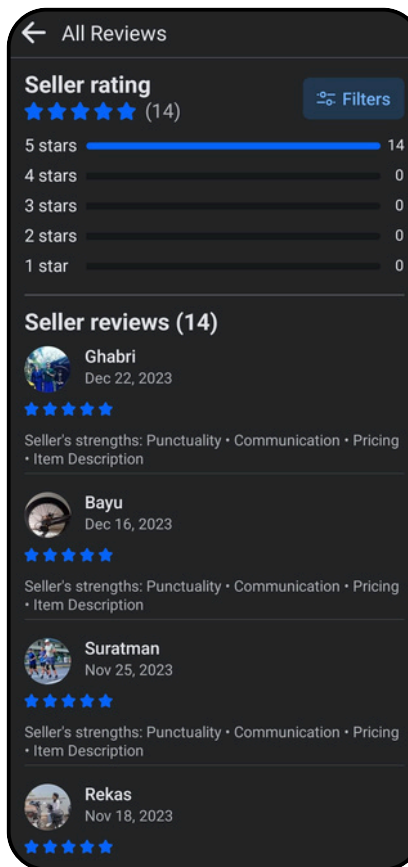 All Reviews
Seller rating
(14)
Filters
5 stars 14
4 stars 0
3 stars 0
2 stars 0
1 star 0
Seller reviews (14)
Ghabri
Dec 22, 2023
Seller's strengths: Punctuality • Communication • Pricing
• Item Description
Bayu
Dec 16, 2023
Seller's strengths: Punctuality • Communication • Pricing
• Item Description
Suratman
Nov 25, 2023
Seller's strengths: Punctuality • Communication • Pricing
• Item Description
Rekas
Nov 18, 2023